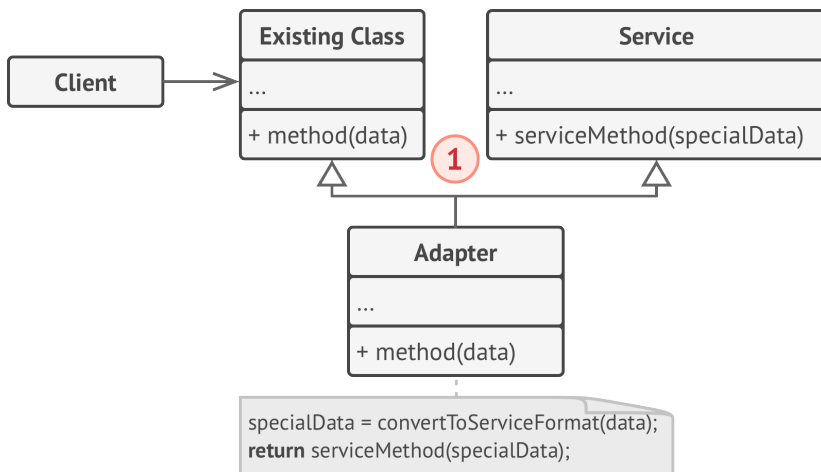 Client
Existing Class
...
+ method(data)
Service
...
+ serviceMethod(specialData)
1
Adapter
...
+ method(data)
specialData = convertToServiceFormat(data);
return serviceMethod(specialData);